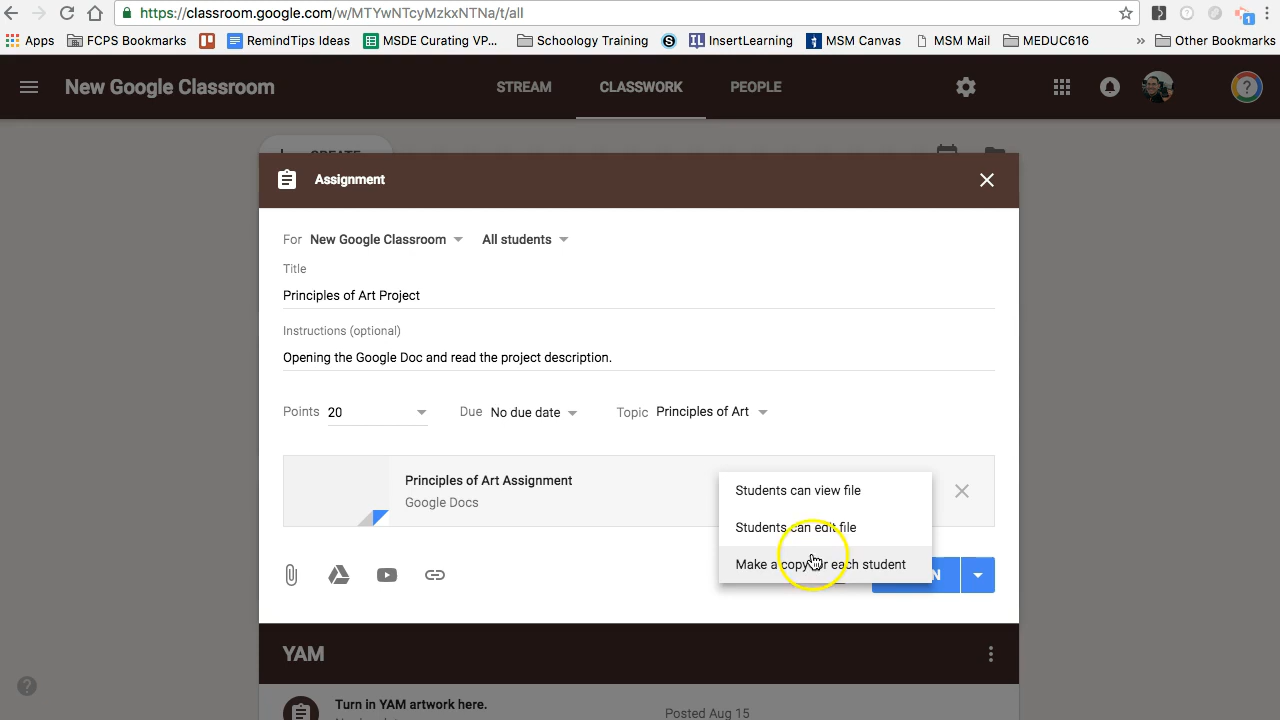 https://classroom.google.com/w/MTYwNTcyMzkxNTNa/t/all
Apps FCPS Bookmarks RemindTips Ideas MSDE Curating VP... Schoology Training S IL InsertLearning MSM Canvas MSM Mail MEDUC616 » Other Bookmarks
New Google Classroom STREAM CLASSWORK PEOPLE
CREATE
Assignment
For New Google Classroom All students
Title
Principles of Art Project
Instructions (optional)
Opening the Google Doc and read the project description.
Points 20 Due No due date Topic Principles of Art
Principles of Art Assignment
Google Docs
Students can view file
Students can edit file
Make a copy for each student
YAM
Turn in YAM artwork here.
Posted Aug 15